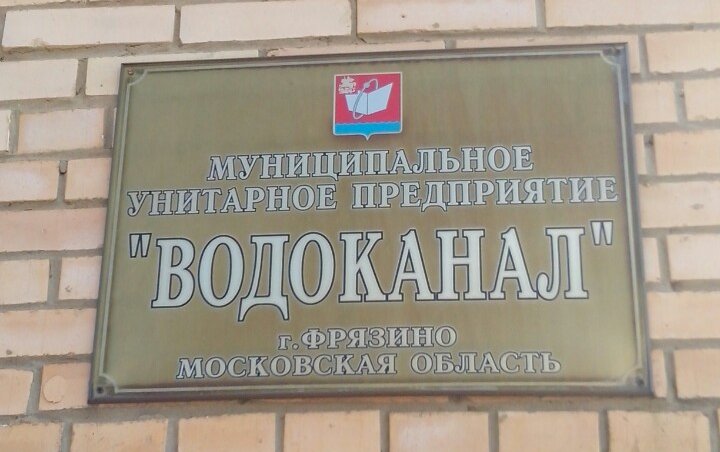 МУНИЦИПАЛЬНОЕ
УНИТАРНОЕ ПРЕДПРИЯТИЕ
"ВОДОКАНАЛ"
г. ФРЯЗИНО
МОСКОВСКАЯ ОБЛАСТЬ